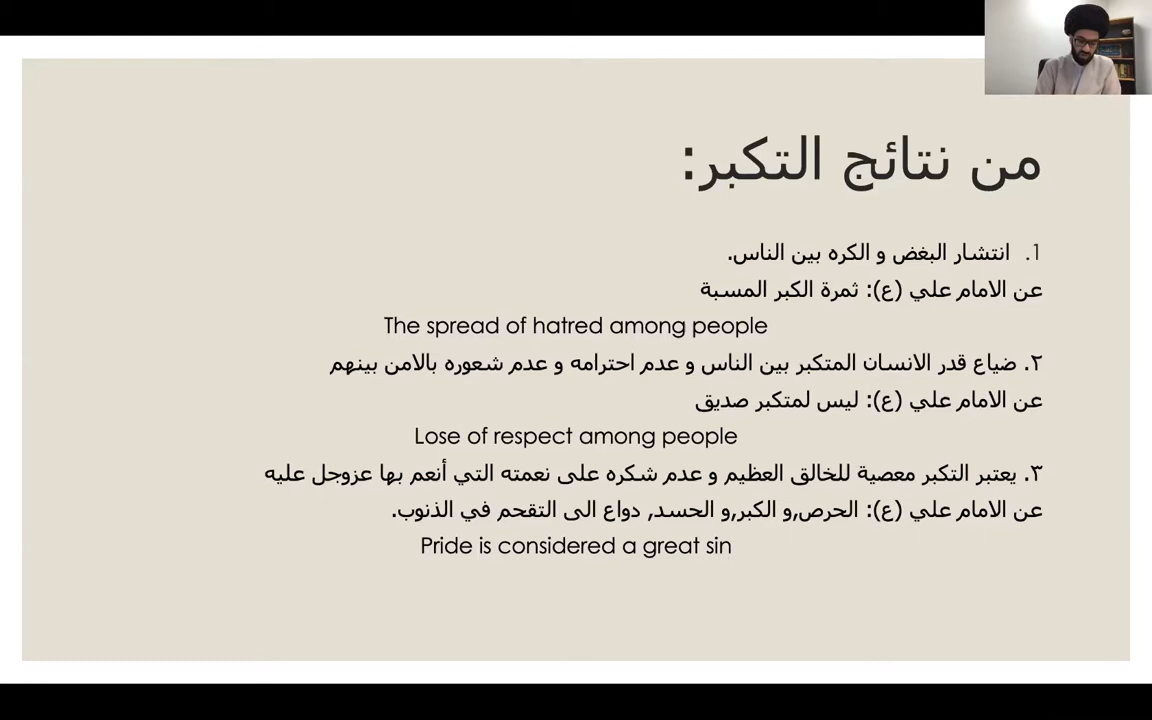 من نتائج التكبر:
1. انتشار البغض و الكره بين الناس.
عن الامام علي (ع): ثمرة الكبر المسبة
The spread of hatred among people
٢. ضياع قدر الانسان المتكبر بين الناس و عدم احترامه و عدم شعوره بالامن بينهم
عن الامام علي (ع): ليس لمتكبر صديق
Lose of respect among people
٣. يعتبر التكبر معصية للخالق العظيم و عدم شكره على نعمته التي أنعم بها عزوجل عليه
عن الامام علي (ع): الحرص,و الكبر,و الحسد, دواع الى التقحم في الذنوب.
Pride is considered a great sin